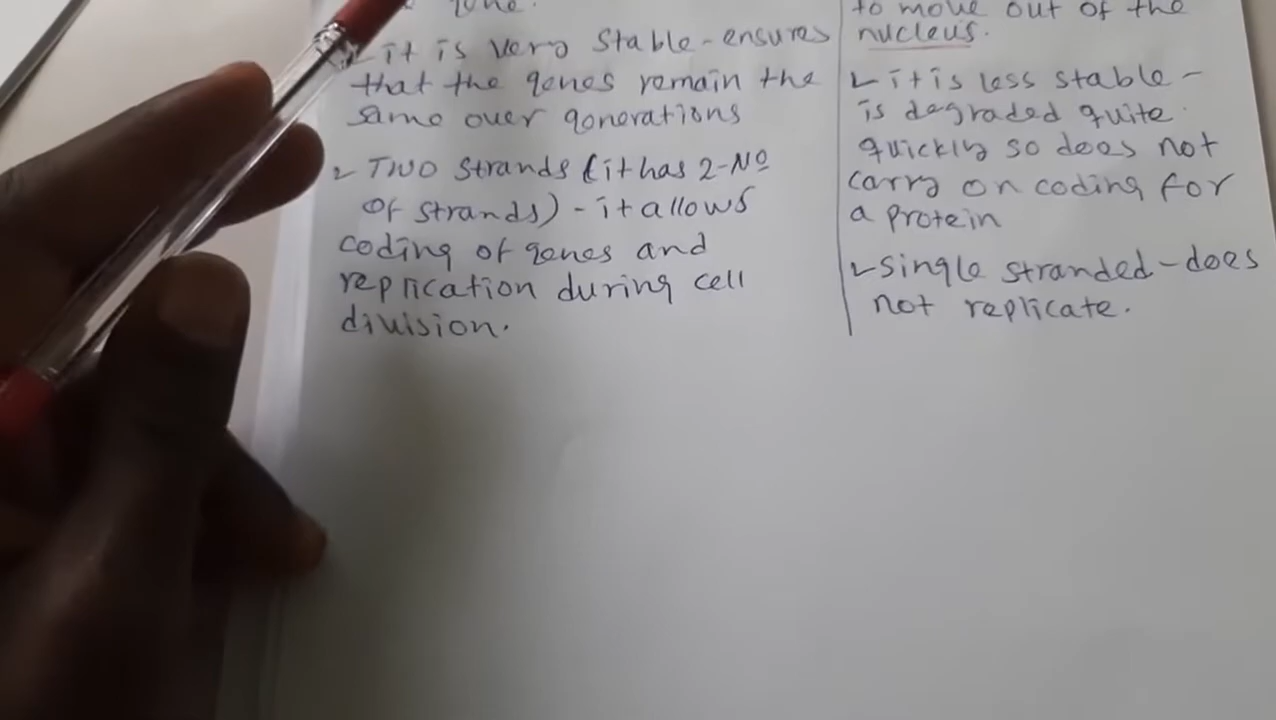 gone.
it is very stable - ensures
that the genes remain the
same over generations
Two strands (it has 2-No
of strands) - it allows
coding of genes and
replication during cell
division.
to move out of the
nucleus.
it is less stable -
is degraded quite
quickly so does not
carry on coding for
a protein
single stranded - does
not replicate.